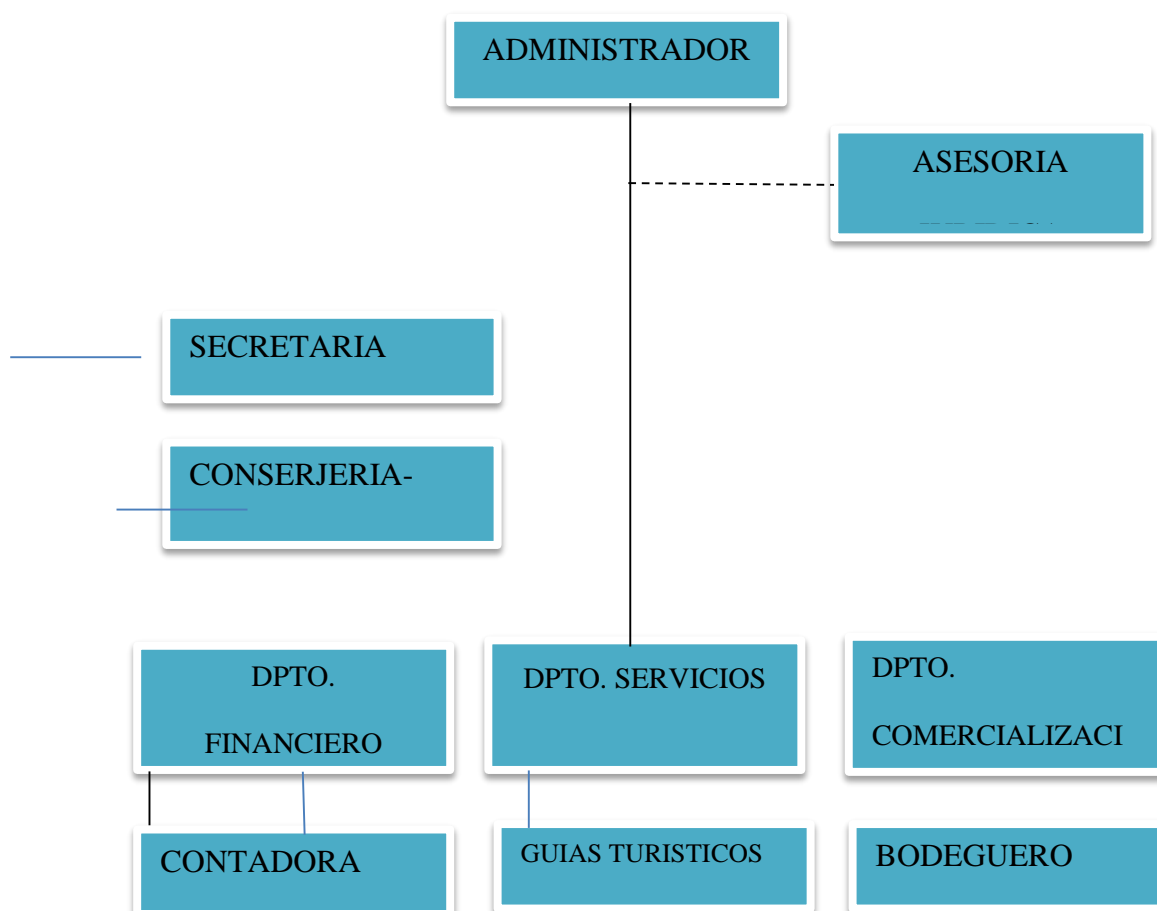 ADMINISTRADOR
ASESORIA
SECRETARIA
CONSERJERIA-
DPTO.
FINANCIERO
DPTO. SERVICIOS
DPTO.
COMERCIALIZACI
CONTADORA
GUIAS TURISTICOS
BODEGUERO